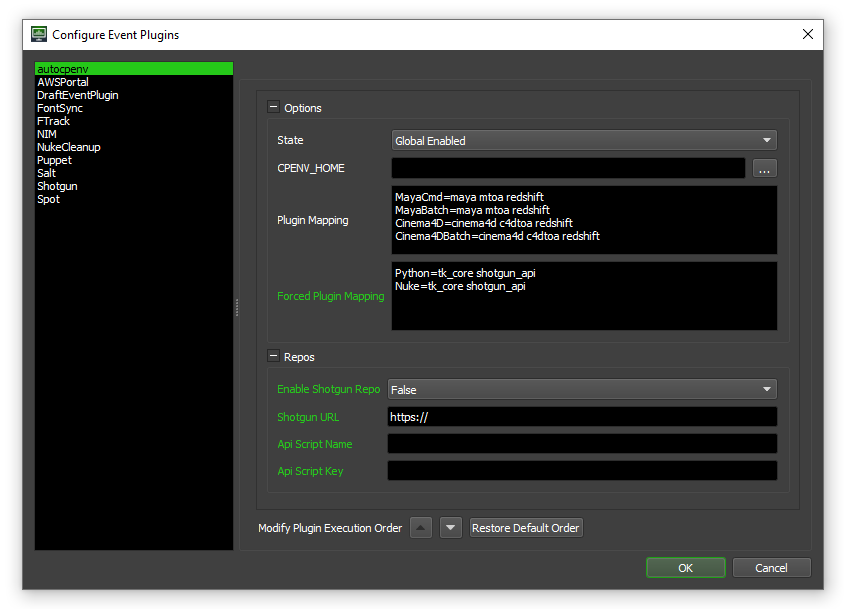 Configure Event Plugins
autocpenv
AWSPortal
DraftEventPlugin
FontSync
FTrack
NIM
NukeCleanup
Puppet
Salt
Shotgun
Spot
Options
State
Global Enabled
CPENV_HOME
...
Plugin Mapping
MayaCmd=maya mtoa redshift
MayaBatch=maya mtoa redshift
Cinema4D=cinema4d c4dtoa redshift
Cinema4DBatch=cinema4d c4dtoa redshift
Forced Plugin Mapping
Python=tk_core shotgun_api
Nuke=tk_core shotgun_api
Repos
Enable Shotgun Repo
False
Shotgun URL
https://
Api Script Name
Api Script Key
Modify Plugin Execution Order
Restore Default Order
OK
Cancel